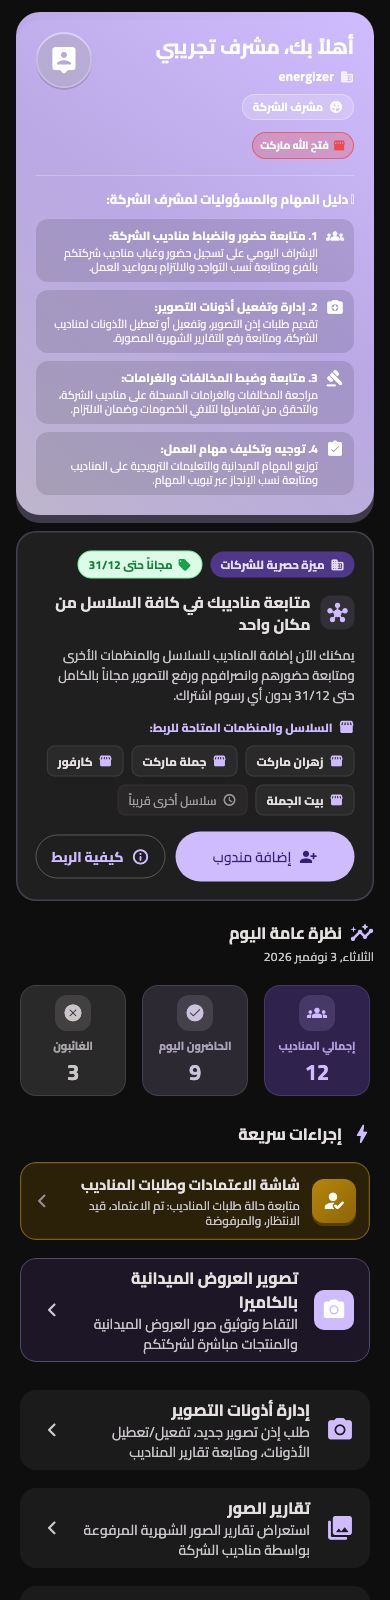 أهلاً بك، مشرف تجريبي
energizer
مشرف الشركة
فتح الله ماركت
دليل المهام والمسؤوليات لمشرف الشركة:
1. متابعة حضور وانضباط مناديب الشركة:
الإشراف اليومي على تسجيل حضور وغياب مناديب شركتكم
بالفرع ومتابعة نسب التواجد والالتزام بمواعيد العمل.
2. إدارة وتفعيل أذونات التصوير:
تقديم طلبات إذن التصوير، وتفعيل أو تعطيل الأذونات لمناديب
الشركة، ومتابعة رفع التقارير الشهرية المصورة.
3. متابعة وضبط المخالفات والغرامات:
مراجعة المخالفات والغرامات المسجلة على مناديب الشركة،
والتحقق من تفاصيلها لتلافي الخصومات وضمان الالتزام.
4. توجيه وتكليف مهام العمل:
توزيع المهام الميدانية والتعليمات الترويجية على المناديب
ومتابعة نسب الإنجاز عبر تبويب المهام.
ميزة حصرية للشركات
مجاناً حتى 31/12
متابعة مناديبك في كافة السلاسل من
مكان واحد
يمكنك الآن إضافة المناديب للسلاسل والمنظمات الأخرى
ومتابعة حضورهم وانصرافهم ورفع التصوير مجاناً بالكامل
حتى 31/12 بدون أي رسوم اشتراك.
السلاسل والمنظمات المتاحة للربط:
زهران ماركت
جملة ماركت
كارفور
بيت الجملة
سلاسل أخرى قريباً
إضافة مندوب
كيفية الربط
نظرة عامة اليوم
الثلاثاء, 3 نوفمبر 2026
إجمالي المناديب
12
الحاضرون اليوم
9
الغائبون
3
إجراءات سريعة
شاشة الاعتمادات وطلبات المناديب
متابعة حالة طلبات المناديب: تم الاعتماد، قيد
الانتظار، والمرفوضة
تصوير العروض الميدانية
بالكاميرا
التقاط وتوثيق صور العروض الميدانية
والمنتجات مباشرة لشركتكم
إدارة أذونات التصوير
طلب إذن تصوير جديد، تفعيل/تعطيل
الأذونات، ومتابعة تقارير المناديب
تقارير الصور
استعراض تقارير الصور الشهرية المرفوعة
بواسطة مناديب الشركة